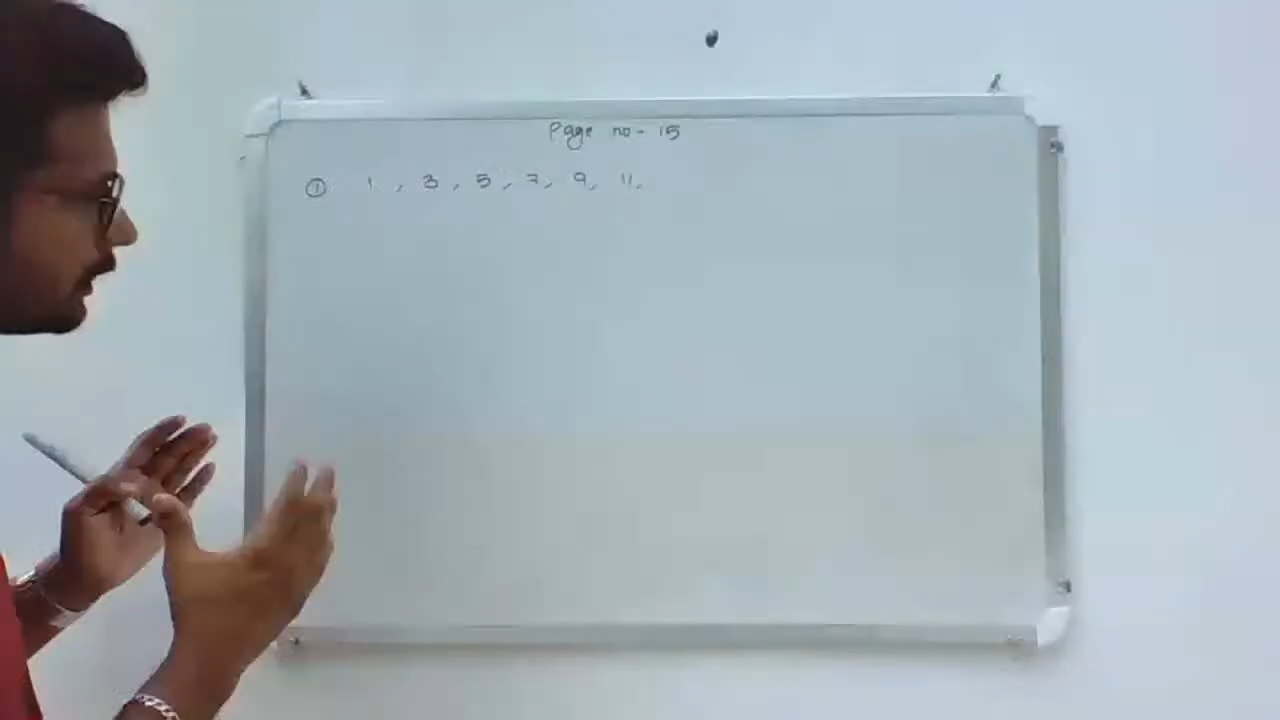 Page no - 15
① 1 , 3 , 5 , 7 , 9 , 11 ,